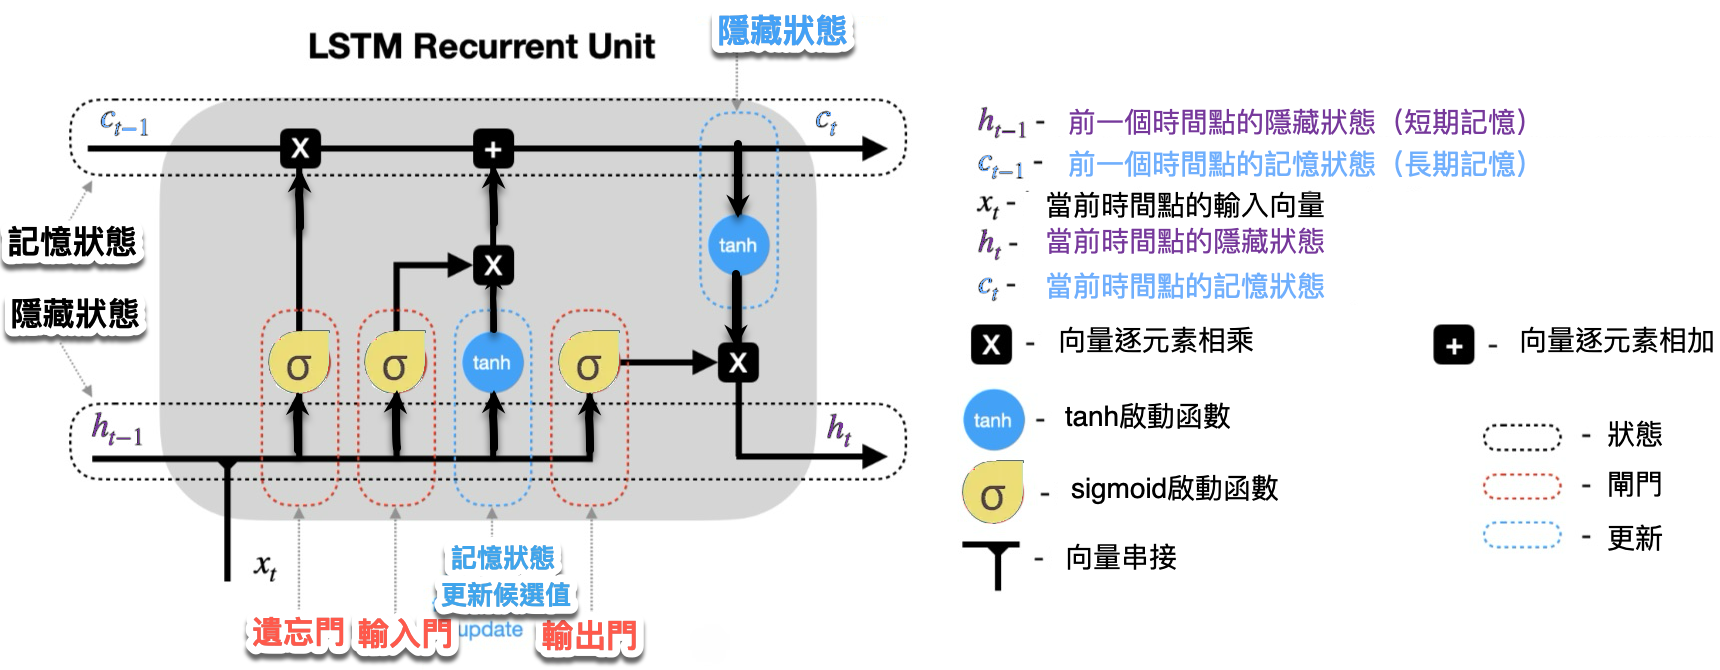 隱藏狀態
LSTM Recurrent Unit
c_{t-1}
c_t
X
+
記憶狀態
X
tanh
隱藏狀態
σ
σ
tanh
σ
X
h_{t-1}
h_t
x_t
記憶狀態
更新候選值
遺忘門
輸入門
update
輸出門
h_{t-1} - 前一個時間點的隱藏狀態（短期記憶）
c_{t-1} - 前一個時間點的記憶狀態（長期記憶）
x_t - 當前時間點的輸入向量
h_t - 當前時間點的隱藏狀態
c_t - 當前時間點的記憶狀態
X - 向量逐元素相乘
+ - 向量逐元素相加
tanh - tanh啟動函數
σ - sigmoid啟動函數
- 向量串接
- 狀態
- 閘門
- 更新